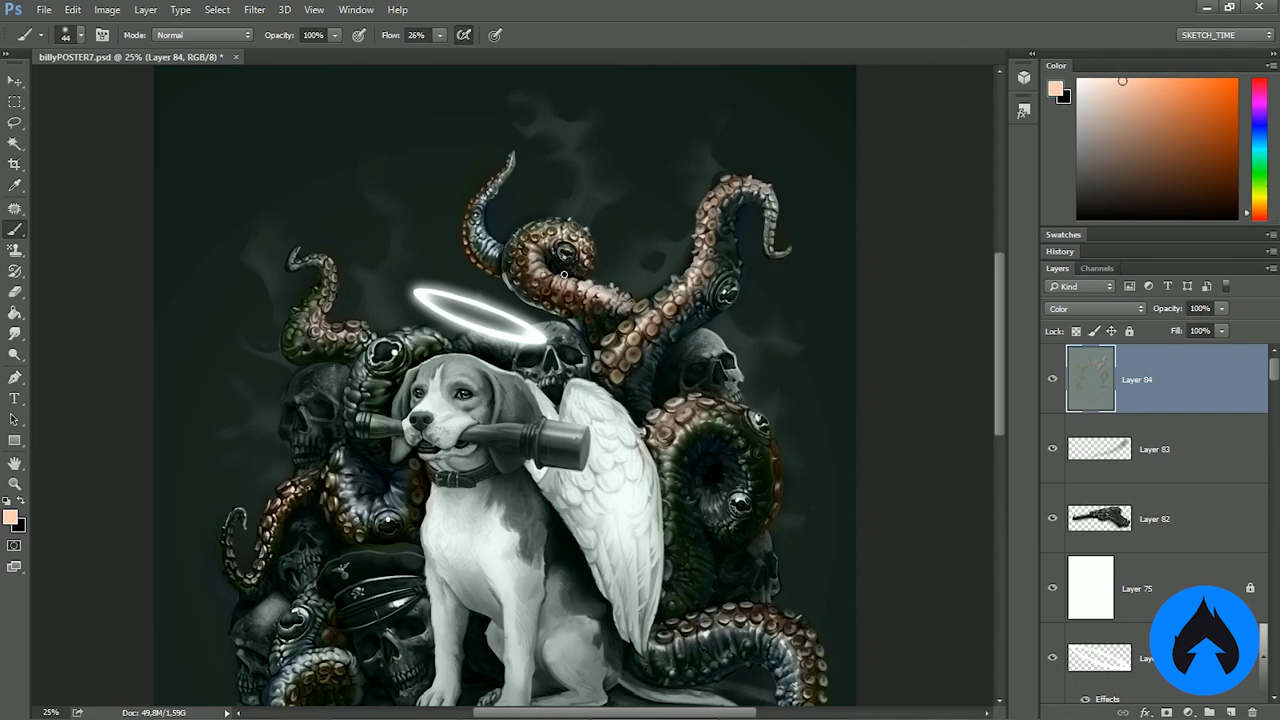 Ps File Edit Image Layer Type Select Filter 3D View Window Help
44 Mode: Normal Opacity: 100% Flow: 26% SKETCH_TIME
billyPOSTER7.psd @ 25% (Layer 84, RGB/8) * ×
Color
Swatches
History
Layers Channels
Kind
Color Opacity: 100%
Lock: Fill: 100%
Layer 84
Layer 83
Layer 82
Layer 75
Effects
25% Doc: 49,8M/1,59G